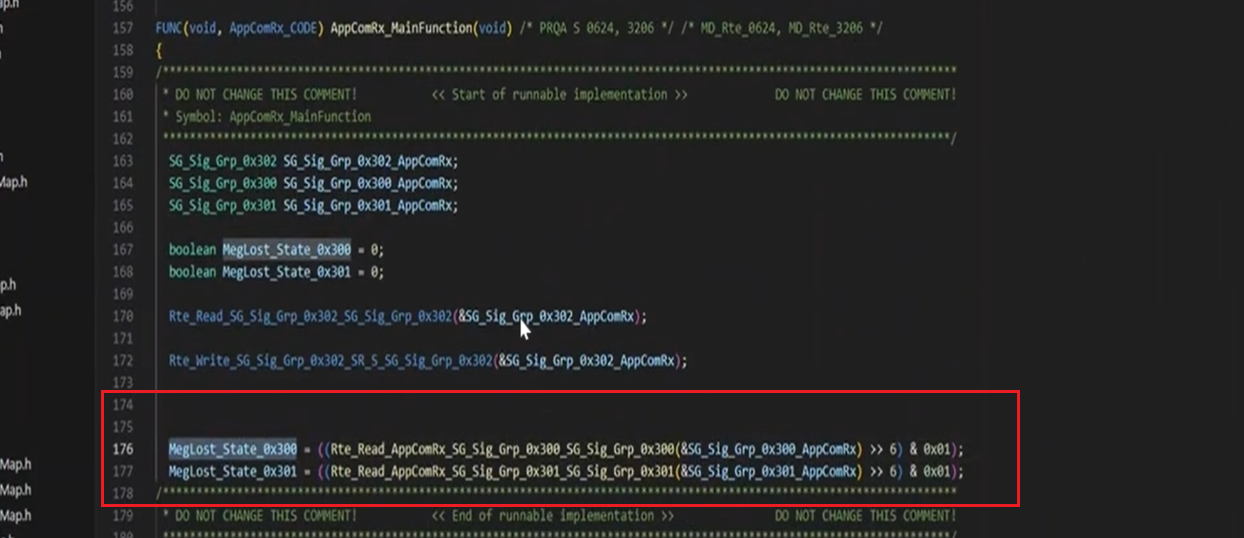 156
157 FUNC(void, AppComRx_CODE) AppComRx_MainFunction(void) /* PRQA S 0624, 3206 */ /* MD_Rte_0624, MD_Rte_3206 */
158 {
159 /**********************************************************************************************************************
160 * DO NOT CHANGE THIS COMMENT! << Start of runnable implementation >> DO NOT CHANGE THIS COMMENT!
161 * Symbol: AppComRx_MainFunction
162 *********************************************************************************************************************/
163 SG_Sig_Grp_0x302 SG_Sig_Grp_0x302_AppComRx;
164 SG_Sig_Grp_0x300 SG_Sig_Grp_0x300_AppComRx;
165 SG_Sig_Grp_0x301 SG_Sig_Grp_0x301_AppComRx;
166
167 boolean MegLost_State_0x300 = 0;
168 boolean MegLost_State_0x301 = 0;
169
170 Rte_Read_SG_Sig_Grp_0x302_SG_Sig_Grp_0x302(&SG_Sig_Grp_0x302_AppComRx);
171
172 Rte_Write_SG_Sig_Grp_0x302_SR_S_SG_Sig_Grp_0x302(&SG_Sig_Grp_0x302_AppComRx);
173
174
175
176 MegLost_State_0x300 = ((Rte_Read_AppComRx_SG_Sig_Grp_0x300_SG_Sig_Grp_0x300(&SG_Sig_Grp_0x300_AppComRx) >> 6) & 0x01);
177 MegLost_State_0x301 = ((Rte_Read_AppComRx_SG_Sig_Grp_0x301_SG_Sig_Grp_0x301(&SG_Sig_Grp_0x301_AppComRx) >> 6) & 0x01);
178 /**********************************************************************************************************************
179 * DO NOT CHANGE THIS COMMENT! << End of runnable implementation >> DO NOT CHANGE THIS COMMENT!
Map.h
p.h
ap.h
Map.h
Map.h
Map.h